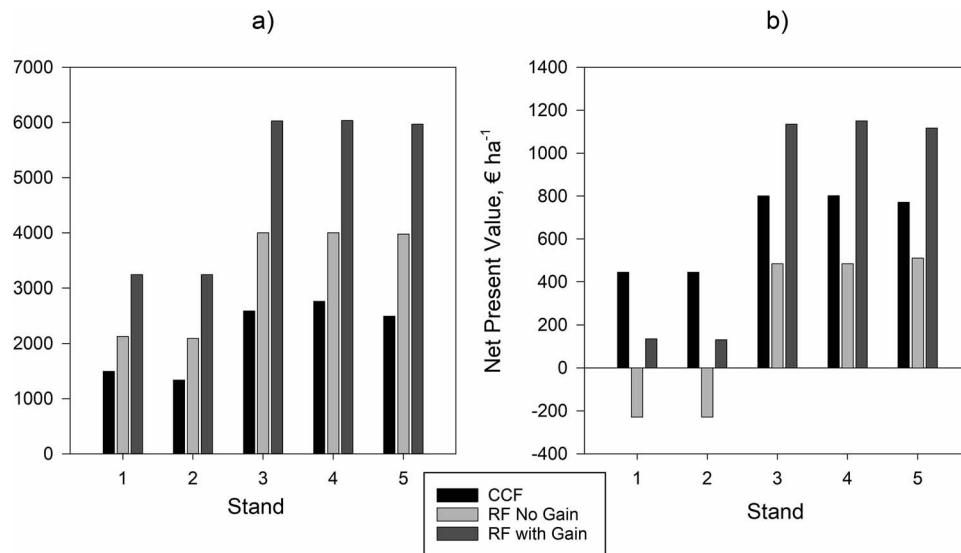 a)
7000
6000
5000
4000
3000
2000
1000
0
1 2 3 4 5
Stand
b)
Net Present Value, € ha⁻¹
1400
1200
1000
800
600
400
200
0
-200
-400
1 2 3 4 5
Stand
CCF
RF No Gain
RF with Gain